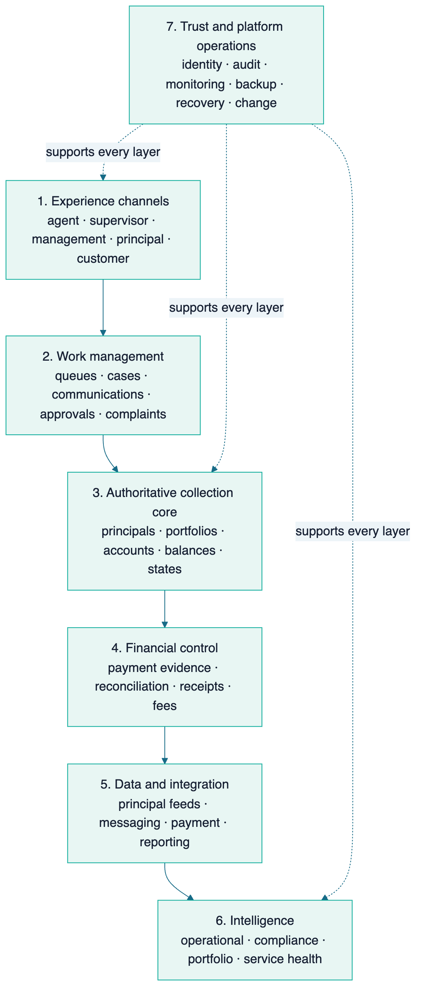 7. Trust and platform
operations
identity · audit ·
monitoring · backup ·
recovery · change
supports every layer
1. Experience channels
agent · supervisor ·
management · principal ·
customer
supports every layer
2. Work management
queues · cases ·
communications ·
approvals · complaints
3. Authoritative collection
core
principals · portfolios ·
accounts · balances ·
states
supports every layer
4. Financial control
payment evidence ·
reconciliation · receipts ·
fees
5. Data and integration
principal feeds ·
messaging · payment ·
reporting
6. Intelligence
operational · compliance ·
portfolio · service health